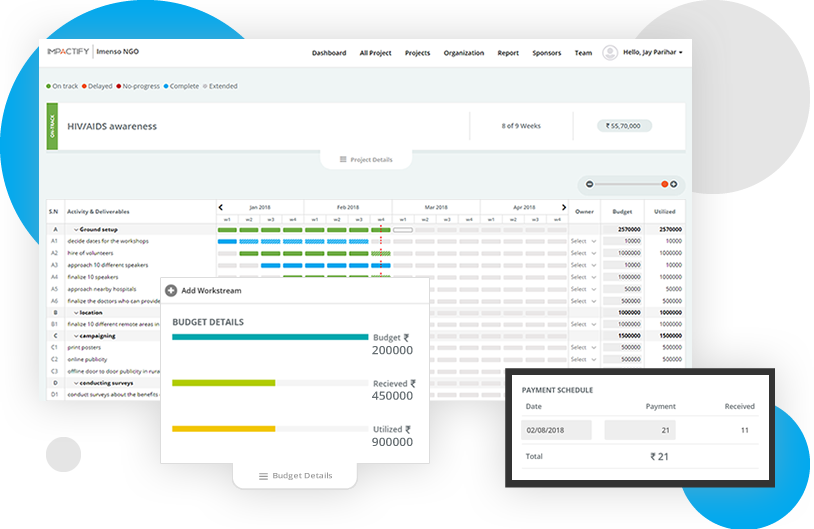 IMPACTIFY | Imenso NGO
Dashboard All Project Projects Organization Report Sponsors Team Hello, Jay Parihar
On track Delayed No-progress Complete Extended
ON-TRACK
HIV/AIDS awareness 8 of 9 Weeks ₹ 55,70,000
Project Details
Jan 2018 Feb 2018 Mar 2018 Apr 2018
S.N Activity & Deliverables Owner Budget Utilized
w1 w2 w3 w4 w1 w2 w3 w4 w1 w2 w3 w4 w1 w2 w3 w4
A Ground setup 2570000 2570000
A1 decide dates for the workshops Select 10000 10000
A2 hire of volunteers Select 1000000 1000000
A3 approach 10 different speakers Select 10000 10000
A4 finalize 10 speakers Select 1000000 1000000
A5 approach nearby hospitals Select 50000 50000
A6 finalize the doctors who can provide Select 500000 500000
B location 1000000 1000000
B1 finalize 10 different remote areas in Select 1000000 1000000
C campaigning 1500000 1500000
C1 print posters Select 500000 500000
C2 online publicity Select 500000 500000
C3 offline door to door publicity in rura
D conducting surveys
D1 conduct surveys about the benefits
Add Workstream
BUDGET DETAILS
Budget ₹
200000
Recieved ₹
450000
Utilized ₹
900000
Budget Details
PAYMENT SCHEDULE
Date Payment Received
02/08/2018 21 11
Total ₹ 21